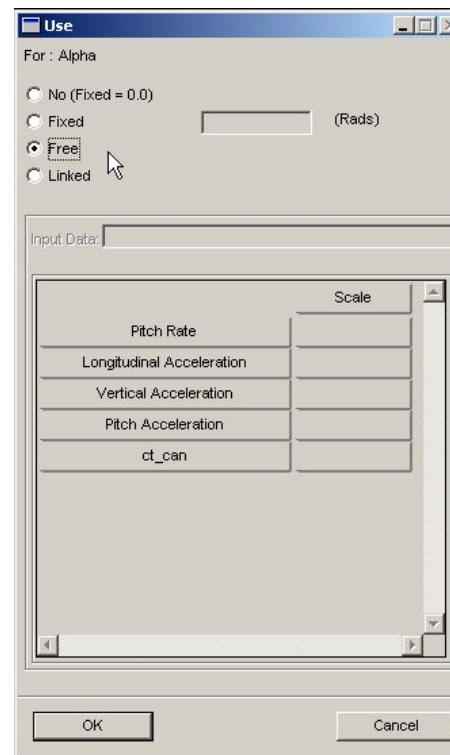 Use
For : Alpha
No (Fixed = 0.0)
Fixed (Rads)
Free
Linked
Input Data:
Scale
Pitch Rate
Longitudinal Acceleration
Vertical Acceleration
Pitch Acceleration
ct_can
OK Cancel